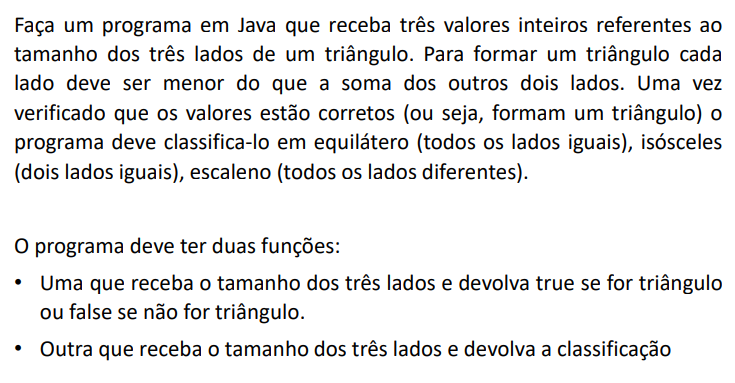 Faça um programa em Java que receba três valores inteiros referentes ao
tamanho dos três lados de um triângulo. Para formar um triângulo cada
lado deve ser menor do que a soma dos outros dois lados. Uma vez
verificado que os valores estão corretos (ou seja, formam um triângulo) o
programa deve classifica-lo em equilátero (todos os lados iguais), isósceles
(dois lados iguais), escaleno (todos os lados diferentes).
O programa deve ter duas funções:
• Uma que receba o tamanho dos três lados e devolva true se for triângulo
ou false se não for triângulo.
• Outra que receba o tamanho dos três lados e devolva a classificação